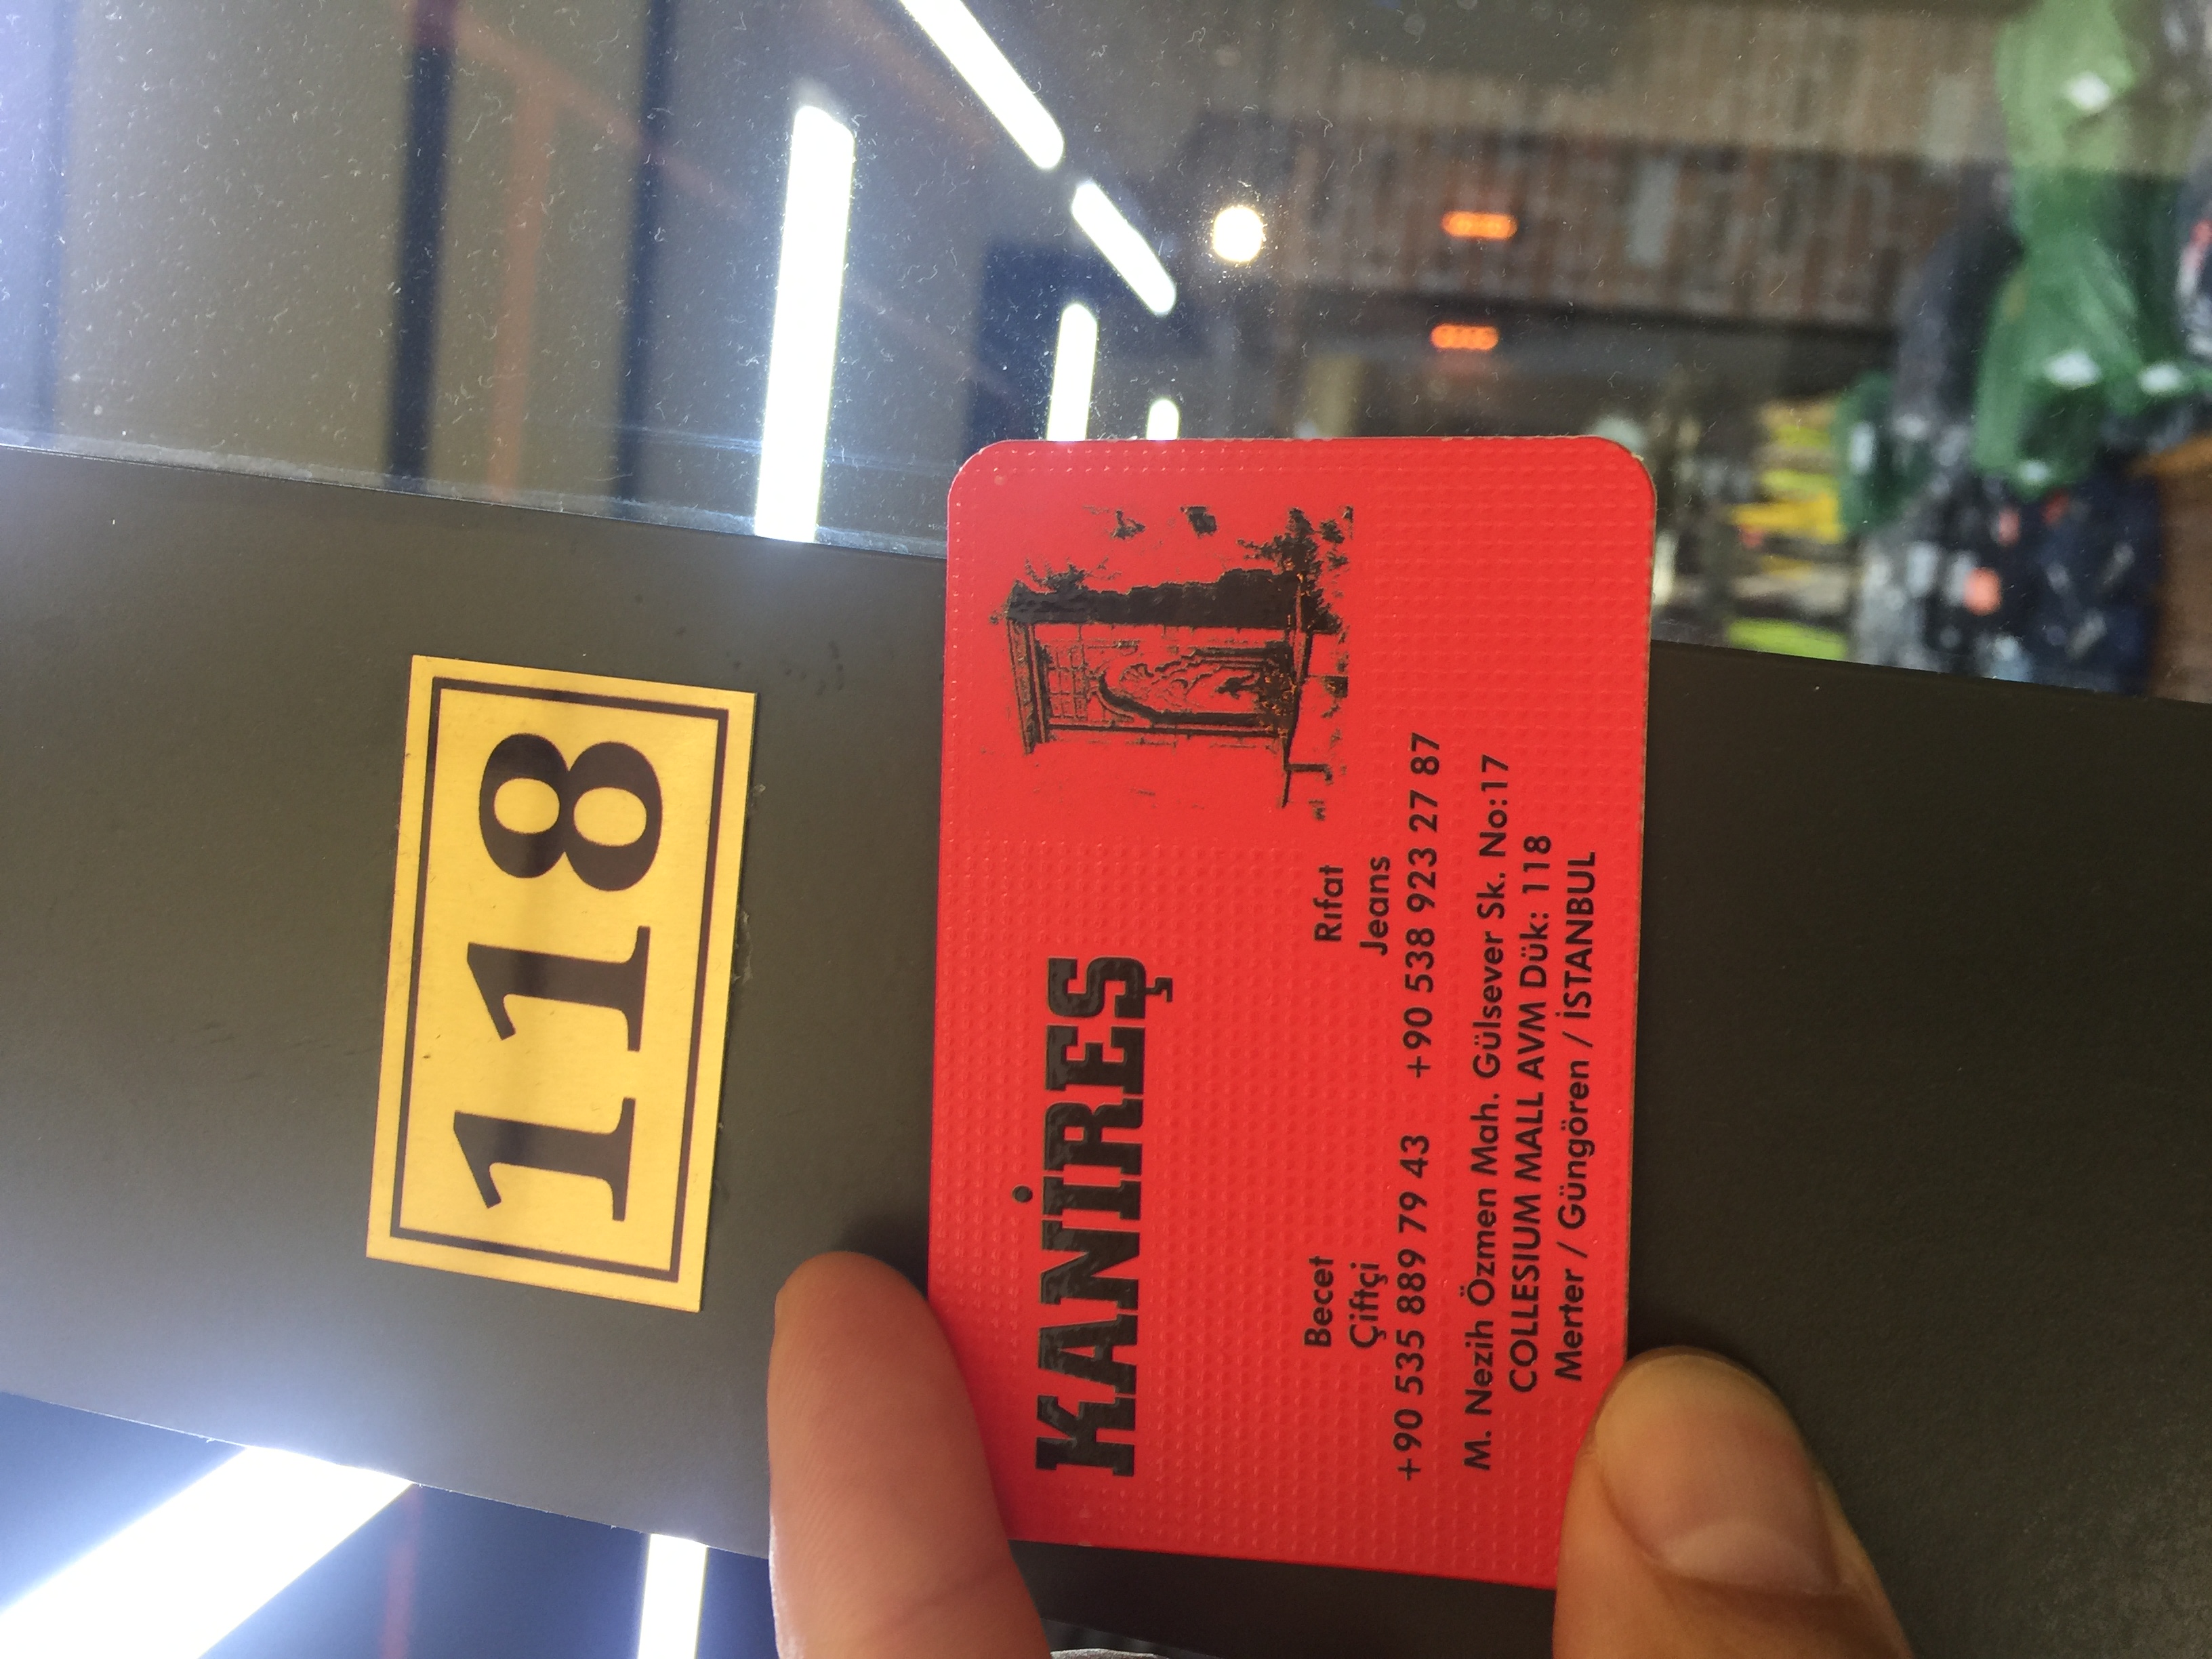 118
KANİREŞ
Becet
Çiftçi
+90 535 889 79 43
Rıfat
Jeans
+90 538 923 27 87
M. Nezih Özmen Mah. Gülsever Sk. No:17
COLLESIUM MALL AVM Dük: 118
Merter / Güngören / İSTANBUL